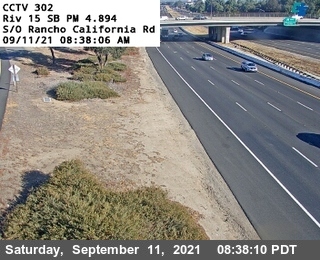 CCTV 302
Riv 15 SB PM 4.894
S/O Rancho California Rd
09/11/21 08:38:06 AM
Saturday, September 11, 2021 08:38:10 PDT